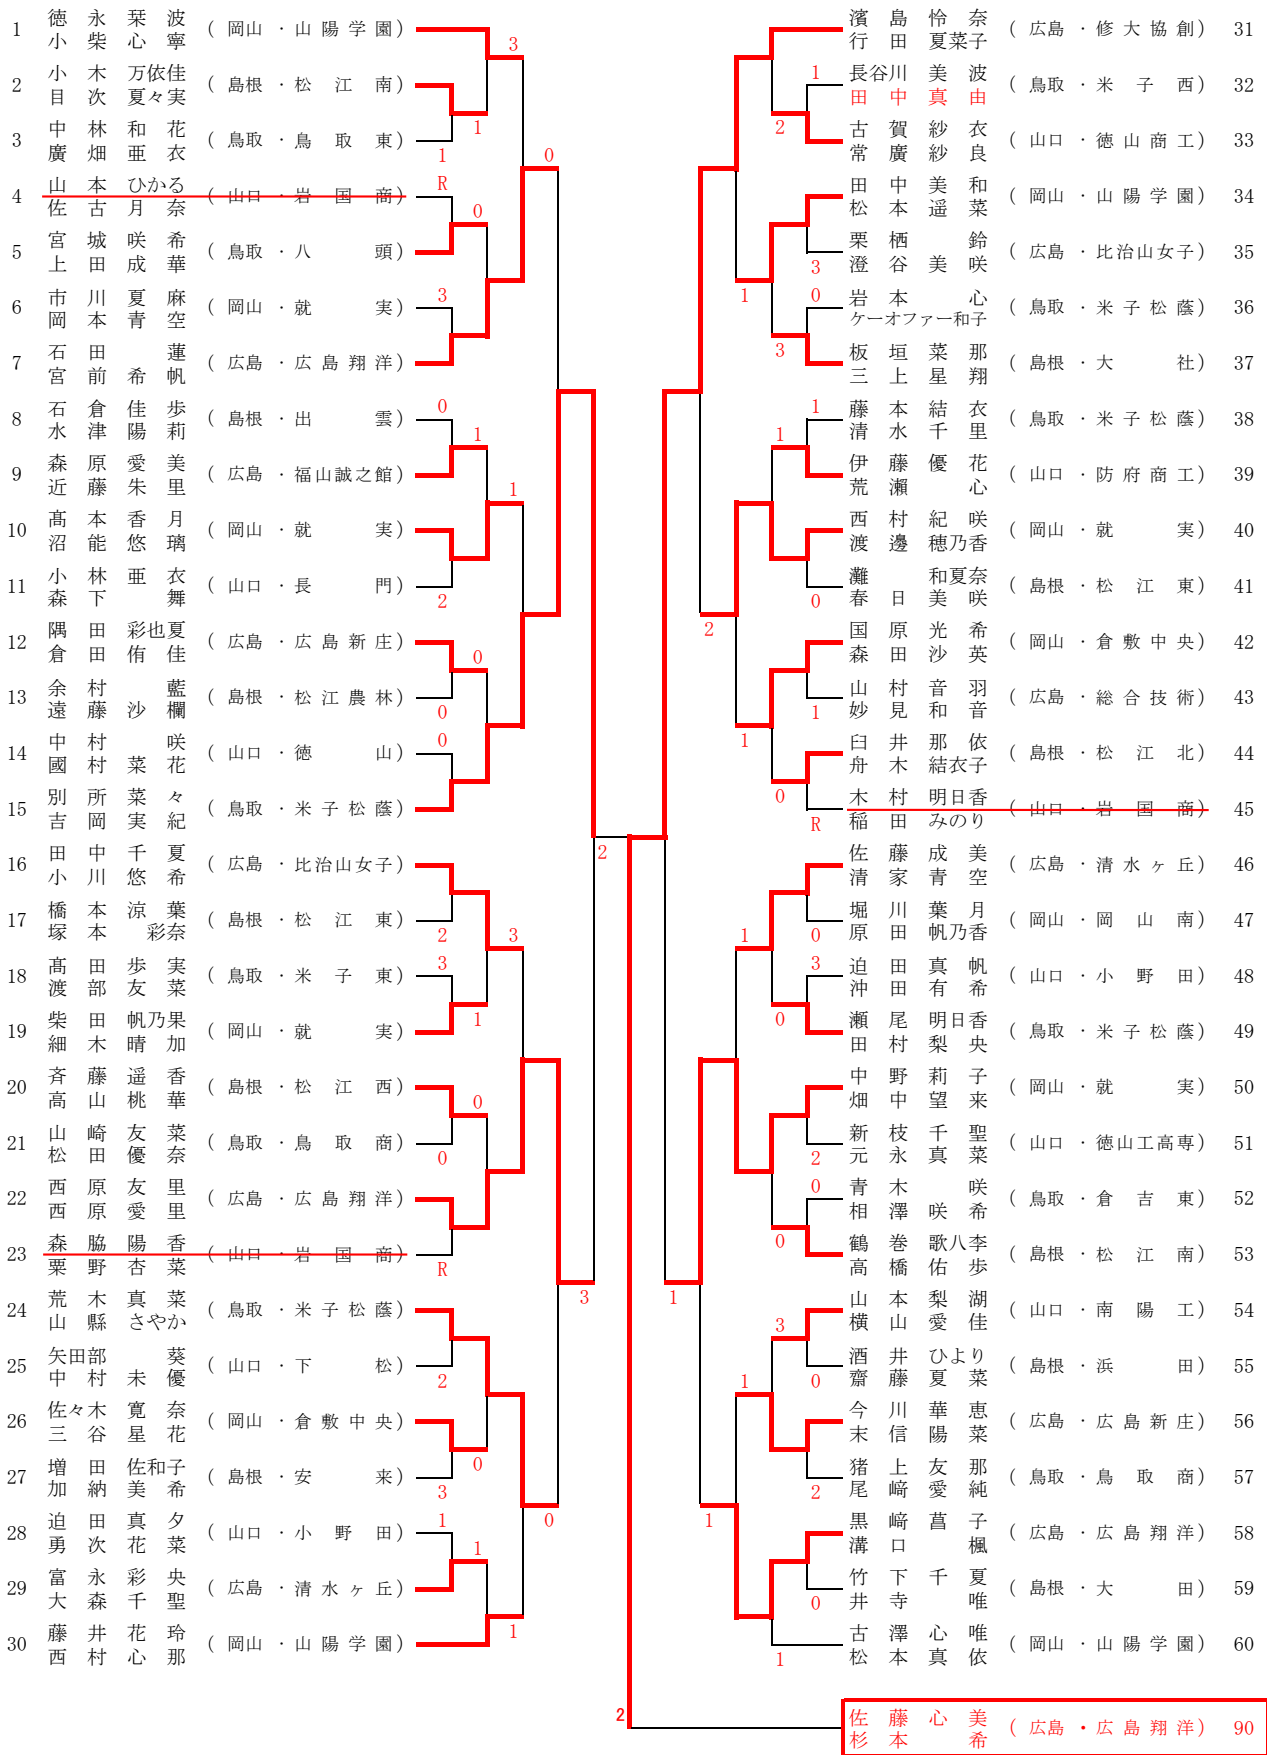 1 徳永 栞波 ( 岡山 ・ 山陽学園 )
小柴 心寧
2 小木 万依佳 ( 島根 ・ 松江南 )
目次 夏々実
3 中林 和花 ( 鳥取 ・ 鳥取東 )
廣畑 亜衣
4 山本 ひかる ( 山口 ・ 岩国商 )
佐古 月奈
5 宮城 咲希 ( 鳥取 ・ 八頭 )
上田 成華
6 市川 夏麻 ( 岡山 ・ 就実 )
岡本 青空
7 石田 蓮 ( 広島 ・ 広島翔洋 )
宮前 希帆
8 石倉 佳歩 ( 島根 ・ 出雲 )
水津 陽莉
9 森原 愛美 ( 広島 ・ 福山誠之館 )
近藤 朱里
10 髙本 香月 ( 岡山 ・ 就実 )
沼能 悠璃
11 小林 亜衣 ( 山口 ・ 長門 )
森下 舞
12 隅田 彩也夏 ( 広島 ・ 広島新庄 )
倉田 侑佳
13 余村 藍 ( 島根 ・ 松江農林 )
遠藤 沙欄
14 中村 咲 ( 山口 ・ 徳山 )
國村 菜花
15 別所 菜々 ( 鳥取 ・ 米子松蔭 )
吉岡 実紀
16 田中 千夏 ( 広島 ・ 比治山女子 )
小川 悠希
17 橋本 涼葉 ( 島根 ・ 松江東 )
塚本 彩奈
18 髙田 歩実 ( 鳥取 ・ 米子東 )
渡部 友菜
19 柴田 帆乃果 ( 岡山 ・ 就実 )
細木 晴加
20 斉藤 遥香 ( 島根 ・ 松江西 )
高山 桃華
21 山崎 友菜 ( 鳥取 ・ 鳥取商 )
松田 優奈
22 西原 友里 ( 広島 ・ 広島翔洋 )
西原 愛里
23 森脇 陽香 ( 山口 ・ 岩国商 )
栗野 杏菜
24 荒木 真菜 ( 鳥取 ・ 米子松蔭 )
山縣 さやか
25 矢田部 葵 ( 山口 ・ 下松 )
中村 未優
26 佐々木 寛奈 ( 岡山 ・ 倉敷中央 )
三谷 星花
27 増田 佐和子 ( 島根 ・ 安来 )
加納 美希
28 迫田 真夕 ( 山口 ・ 小野田 )
勇次 花菜
29 富永 彩央 ( 広島 ・ 清水ヶ丘 )
大森 千聖
30 藤井 花玲 ( 岡山 ・ 山陽学園 )
西村 心那
3
1
1
0
R
0
3
0
1
1
2
0
0
0
2
2
3
3
1
0
0
R
3
2
0
3
0
1
1
1
濱島 怜奈 ( 広島 ・ 修大協創 ) 31
行田 夏菜子
長谷川 美波 ( 鳥取 ・ 米子西 ) 32
田中 真由
古賀 紗衣 ( 山口 ・ 徳山商工 ) 33
常廣 紗良
田中 美和 ( 岡山 ・ 山陽学園 ) 34
松本 遥菜
栗栖 鈴 ( 広島 ・ 比治山女子 ) 35
澄谷 美咲
岩本 心 ( 鳥取 ・ 米子松蔭 ) 36
ケーオファー和子
板垣 菜那 ( 島根 ・ 大社 ) 37
三上 星翔
藤本 結衣 ( 鳥取 ・ 米子松蔭 ) 38
清水 千里
伊藤 優花 ( 山口 ・ 防府商工 ) 39
荒瀬 心
西村 紀咲 ( 岡山 ・ 就実 ) 40
渡邊 穂乃香
灘 和夏奈 ( 島根 ・ 松江東 ) 41
春日 美咲
国原 光希 ( 岡山 ・ 倉敷中央 ) 42
森田 沙英
山村 音羽 ( 広島 ・ 総合技術 ) 43
妙見 和音
臼井 那依 ( 島根 ・ 松江北 ) 44
舟木 結衣子
木村 明日香 ( 山口 ・ 岩国商 ) 45
稲田 みのり
佐藤 成美 ( 広島 ・ 清水ヶ丘 ) 46
清家 青空
堀川 葉月 ( 岡山 ・ 岡山南 ) 47
原田 帆乃香
迫田 真帆 ( 山口 ・ 小野田 ) 48
沖田 有希
瀬尾 明日香 ( 鳥取 ・ 米子松蔭 ) 49
田村 梨央
中野 莉子 ( 岡山 ・ 就実 ) 50
畑中 望来
新枝 千聖 ( 山口 ・ 徳山工高専 ) 51
元永 真菜
青木 咲 ( 鳥取 ・ 倉吉東 ) 52
相澤 咲希
鶴巻 歌八李 ( 島根 ・ 松江南 ) 53
高橋 佑歩
山本 梨湖 ( 山口 ・ 南陽工 ) 54
横山 愛佳
酒井 ひより ( 島根 ・ 浜田 ) 55
齋藤 夏菜
今川 華恵 ( 広島 ・ 広島新庄 ) 56
末信 陽菜
猪上 友那 ( 鳥取 ・ 鳥取商 ) 57
尾﨑 愛純
黒﨑 菖子 ( 広島 ・ 広島翔洋 ) 58
溝口 楓
竹下 千夏 ( 島根 ・ 大田 ) 59
井寺 唯
古澤 心唯 ( 岡山 ・ 山陽学園 ) 60
松本 真依
1
2
3
1
0
3
1
1
0
2
1
1
0
R
1
0
3
0
2
0
0
1
3
0
1
2
1
0
1
2
佐藤 心美 ( 広島 ・ 広島翔洋 ) 90
杉本 希